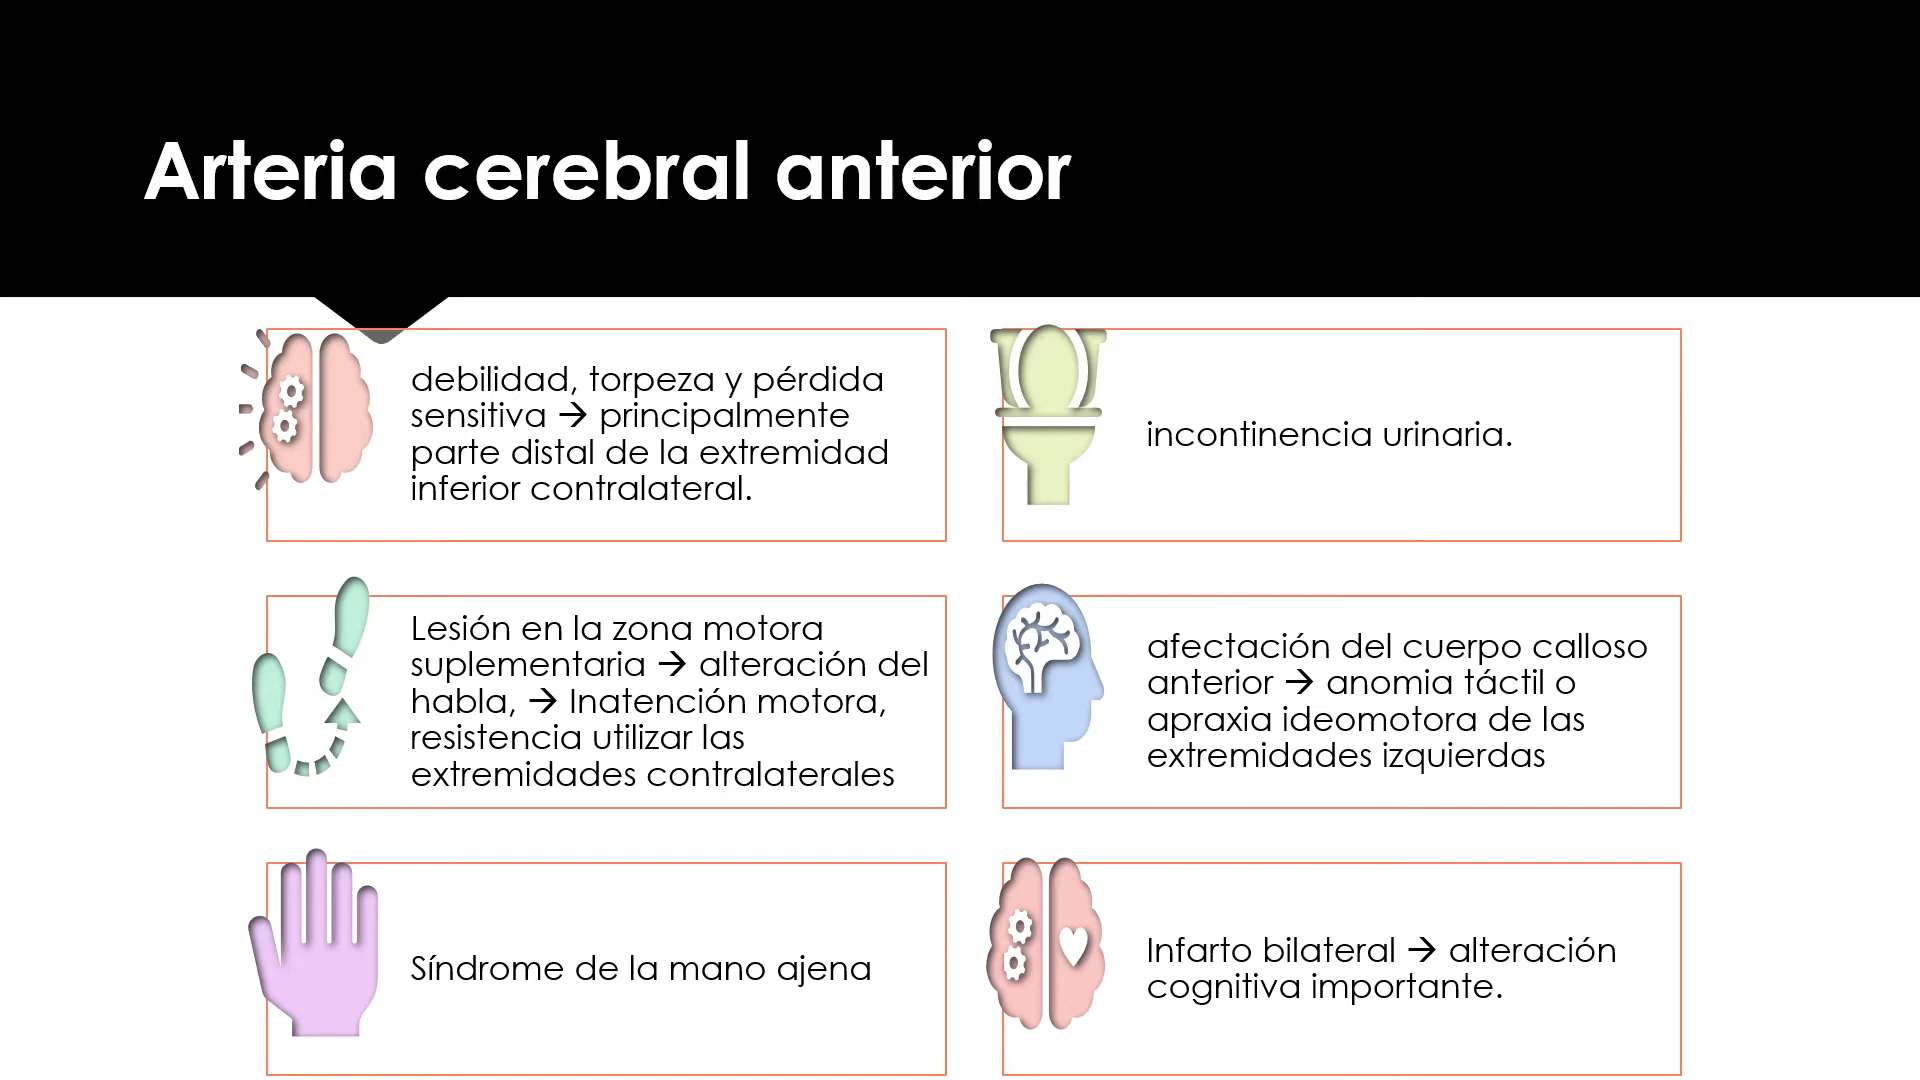 Arteria cerebral anterior
debilidad, torpeza y pérdida
sensitiva → principalmente
parte distal de la extremidad
inferior contralateral.
incontinencia urinaria.
Lesión en la zona motora
suplementaria → alteración del
habla, → Inatención motora,
resistencia utilizar las
extremidades contralaterales
afectación del cuerpo calloso
anterior → anomia táctil o
apraxia ideomotora de las
extremidades izquierdas
Síndrome de la mano ajena
Infarto bilateral → alteración
cognitiva importante.